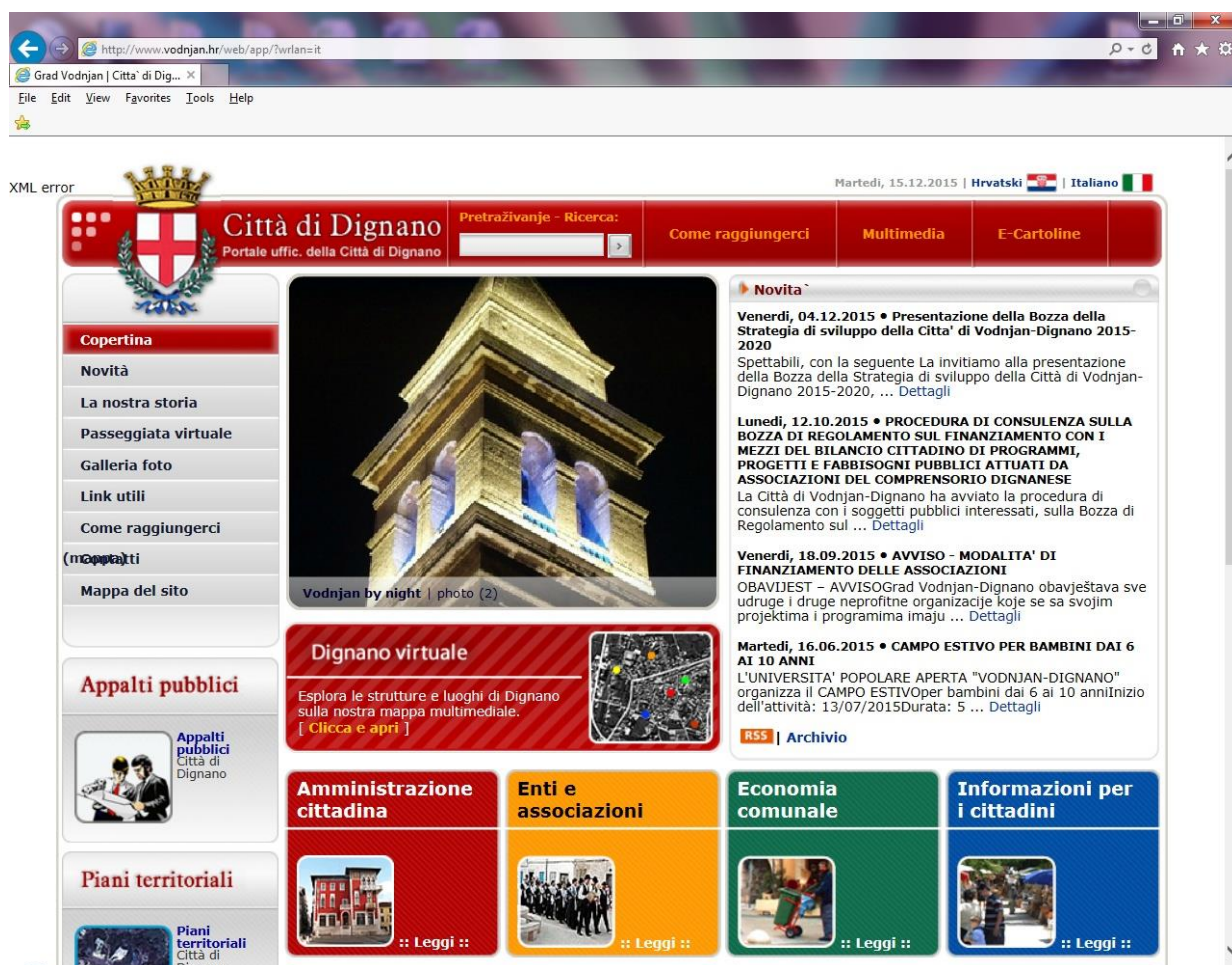 http://www.vodnjan.hr/web/app/?wrlan=it
Grad Vodnjan | Citta` di Dig...
File Edit View Favorites Tools Help
XML error
Martedi, 15.12.2015 | Hrvatski | Italiano
Città di Dignano
Portale uffic. della Città di Dignano
Pretraživanje - Ricerca:
Come raggiungerci
Multimedia
E-Cartoline
Copertina
Novità
La nostra storia
Passeggiata virtuale
Galleria foto
Link utili
Come raggiungerci
(mappa)
Contatti
Mappa del sito
Appalti pubblici
Appalti
pubblici
Città di
Dignano
Piani territoriali
Piani
territoriali
Città di
Vodnjan by night | photo (2)
Dignano virtuale
Esplora le strutture e luoghi di Dignano
sulla nostra mappa multimediale.
[ Clicca e apri ]
Novita`
Venerdi, 04.12.2015 • Presentazione della Bozza della
Strategia di sviluppo della Citta' di Vodnjan-Dignano 2015-
2020
Spettabili, con la seguente La invitiamo alla presentazione
della Bozza della Strategia di sviluppo della Città di Vodnjan-
Dignano 2015-2020, ... Dettagli
Lunedi, 12.10.2015 • PROCEDURA DI CONSULENZA SULLA
BOZZA DI REGOLAMENTO SUL FINANZIAMENTO CON I
MEZZI DEL BILANCIO CITTADINO DI PROGRAMMI,
PROGETTI E FABBISOGNI PUBBLICI ATTUATI DA
ASSOCIAZIONI DEL COMPRENSORIO DIGNANESE
La Città di Vodnjan-Dignano ha avviato la procedura di
consulenza con i soggetti pubblici interessati, sulla Bozza di
Regolamento sul ... Dettagli
Venerdi, 18.09.2015 • AVVISO - MODALITA' DI
FINANZIAMENTO DELLE ASSOCIAZIONI
OBAVIJEST – AVVISOGrad Vodnjan-Dignano obavještava sve
udruge i druge neprofitne organizacije koje se sa svojim
projektima i programima imaju ... Dettagli
Martedi, 16.06.2015 • CAMPO ESTIVO PER BAMBINI DAI 6
AI 10 ANNI
L'UNIVERSITA' POPOLARE APERTA "VODNJAN-DIGNANO"
organizza il CAMPO ESTIVOper bambini dai 6 ai 10 anniInizio
dell'attività: 13/07/2015Durata: 5 ... Dettagli
RSS | Archivio
Amministrazione
cittadina
:: Leggi ::
Enti e
associazioni
:: Leggi ::
Economia
comunale
:: Leggi ::
Informazioni per
i cittadini
:: Leggi ::